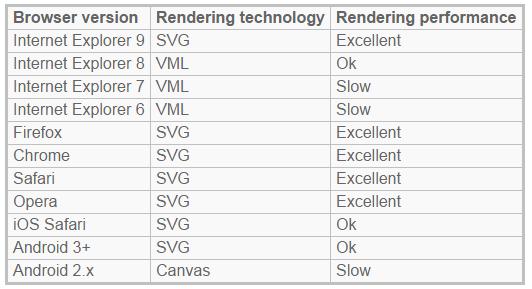 Browser version Rendering technology Rendering performance
Internet Explorer 9 SVG Excellent
Internet Explorer 8 VML Ok
Internet Explorer 7 VML Slow
Internet Explorer 6 VML Slow
Firefox SVG Excellent
Chrome SVG Excellent
Safari SVG Excellent
Opera SVG Excellent
iOS Safari SVG Ok
Android 3+ SVG Ok
Android 2.x Canvas Slow